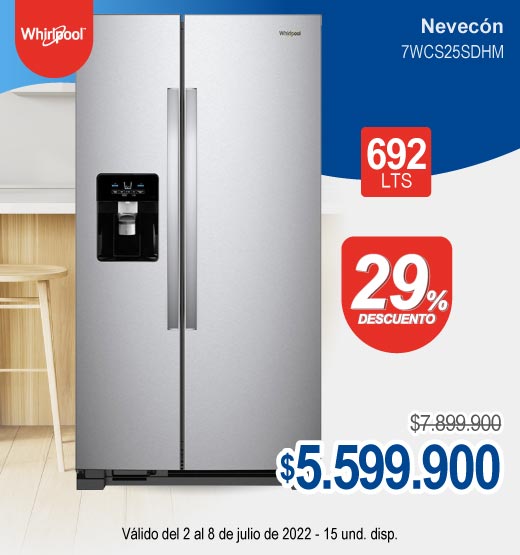 Whirlpool
Whirlpool
Nevecón
7WCS25SDHM
692
LTS
29%
DESCUENTO
$7.899.900
$5.599.900
Válido del 2 al 8 de julio de 2022 - 15 und. disp.